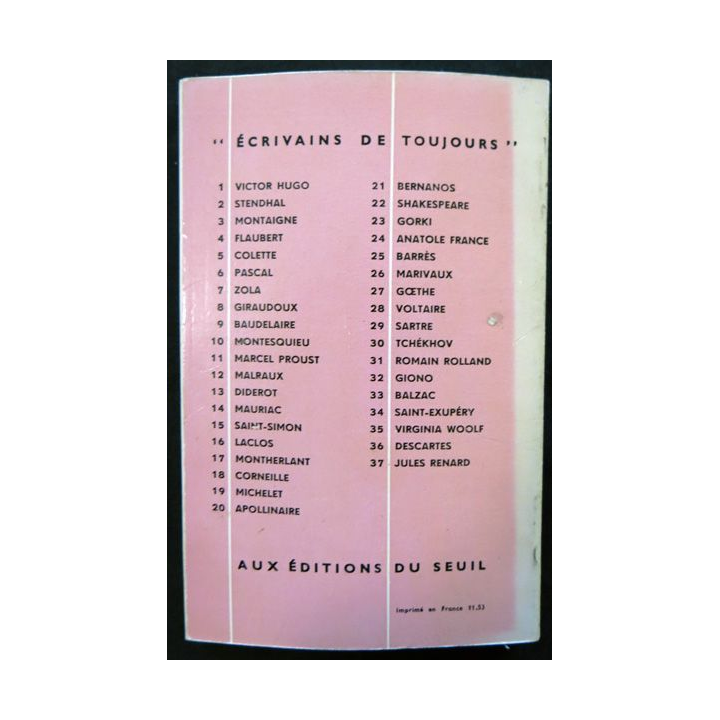 " ÉCRIVAINS DE TOUJOURS "
1 VICTOR HUGO
2 STENDHAL
3 MONTAIGNE
4 FLAUBERT
5 COLETTE
6 PASCAL
7 ZOLA
8 GIRAUDOUX
9 BAUDELAIRE
10 MONTESQUIEU
11 MARCEL PROUST
12 MALRAUX
13 DIDEROT
14 MAURIAC
15 SAINT-SIMON
16 LACLOS
17 MONTHERLANT
18 CORNEILLE
19 MICHELET
20 APOLLINAIRE
21 BERNANOS
22 SHAKESPEARE
23 GORKI
24 ANATOLE FRANCE
25 BARRÈS
26 MARIVAUX
27 GŒTHE
28 VOLTAIRE
29 SARTRE
30 TCHÉKHOV
31 ROMAIN ROLLAND
32 GIONO
33 BALZAC
34 SAINT-EXUPÉRY
35 VIRGINIA WOOLF
36 DESCARTES
37 JULES RENARD
AUX ÉDITIONS DU SEUIL
Imprimé en France 11.53